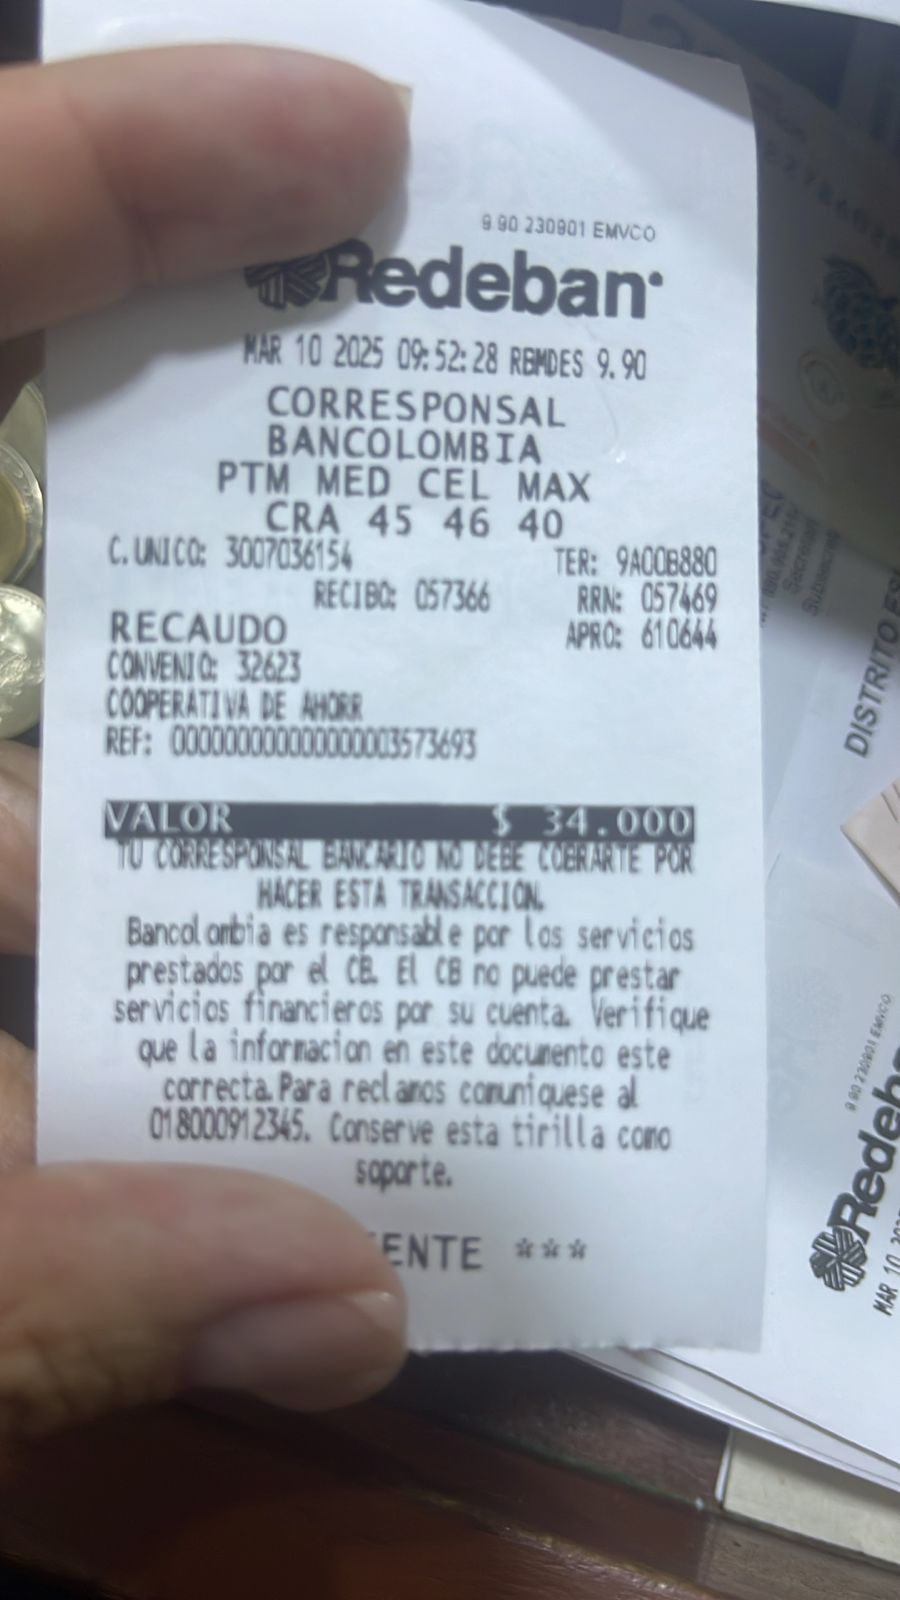 9.90 230901 EMVCO
Redeban
MAR 10 2025 09:52:28 RBMDES 9.90
CORRESPONSAL
BANCOLOMBIA
PTM MED CEL MAX
CRA 45 46 40
C.UNICO: 3007036154 TER: 9A00B880
RECIBO: 057366 RRN: 057469
RECAUDO APRO: 610644
CONVENIO: 32623
COOPERATIVA DE AHORR
REF: 000000000000000003573693
VALOR $ 34.000
TU CORRESPONSAL BANCARIO NO DEBE COBRARTE POR
HACER ESTA TRANSACCION.
Bancolombia es responsable por los servicios
prestados por el CB. El CB no puede prestar
servicios financieros por su cuenta. Verifique
que la informacion en este documento este
correcta.Para reclamos comuniquese al
018000912345. Conserve esta tirilla como
soporte.
ENTE ***
DISTRITO
9.90 230901 EMVCO
Redeb
MAR 10